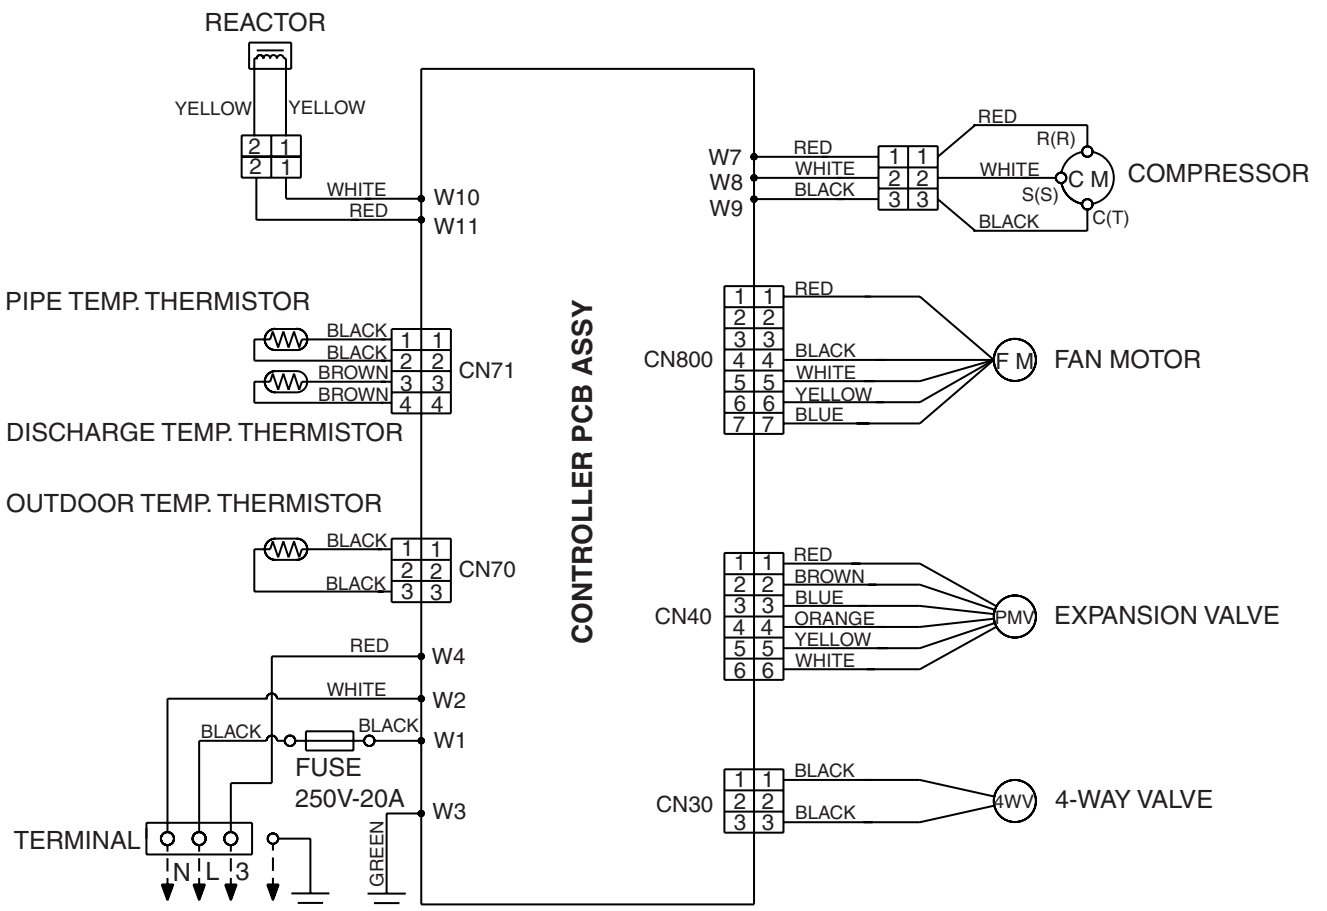 REACTOR
YELLOW YELLOW
2 1
2 1
WHITE W10
RED W11
PIPE TEMP. THERMISTOR
BLACK 1 1
BLACK 2 2
BROWN 3 3
BROWN 4 4
CN71
DISCHARGE TEMP. THERMISTOR
OUTDOOR TEMP. THERMISTOR
BLACK 1 1
2 2
BLACK 3 3
CN70
RED W4
WHITE W2
BLACK BLACK W1
FUSE
250V-20A
W3
GREEN
TERMINAL
N L 3
CONTROLLER PCB ASSY
W7 RED 1 1
W8 WHITE 2 2
W9 BLACK 3 3
RED
R(R)
WHITE
S(S)
C M
COMPRESSOR
BLACK
C(T)
CN800
1 1 RED
2 2
3 3
4 4 BLACK
5 5 WHITE
6 6 YELLOW
7 7 BLUE
F M
FAN MOTOR
CN40
1 1 RED
2 2 BROWN
3 3 BLUE
4 4 ORANGE
5 5 YELLOW
6 6 WHITE
PMV
EXPANSION VALVE
CN30
1 1 BLACK
2 2
3 3 BLACK
4WV
4-WAY VALVE